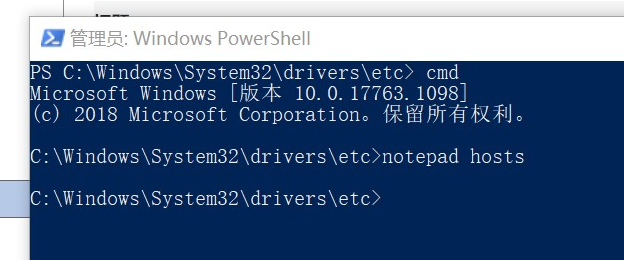 管理员: Windows PowerShell
PS C:\Windows\System32\drivers\etc> cmd
Microsoft Windows [版本 10.0.17763.1098]
(c) 2018 Microsoft Corporation。保留所有权利。
C:\Windows\System32\drivers\etc>notepad hosts
C:\Windows\System32\drivers\etc>